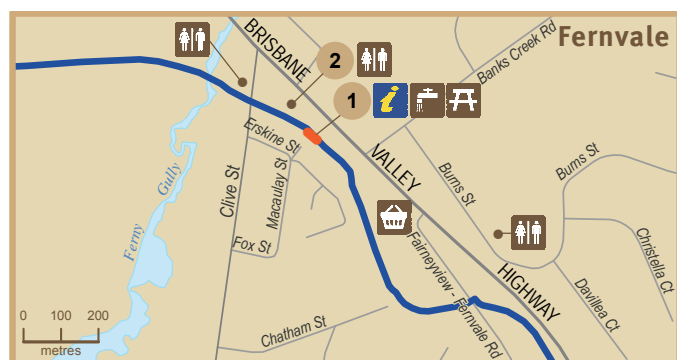 Fernvale
BRISBANE
VALLEY
HIGHWAY
2
1
i
Banks Creek Rd
Erskine St
Macaulay St
Clive St
Fox St
Chatham St
Ferny
Gully
Burns St
Burns St
Fairneyview - Fernvale Rd
Christella Ct
Davillea Ct
0 100 200
metres